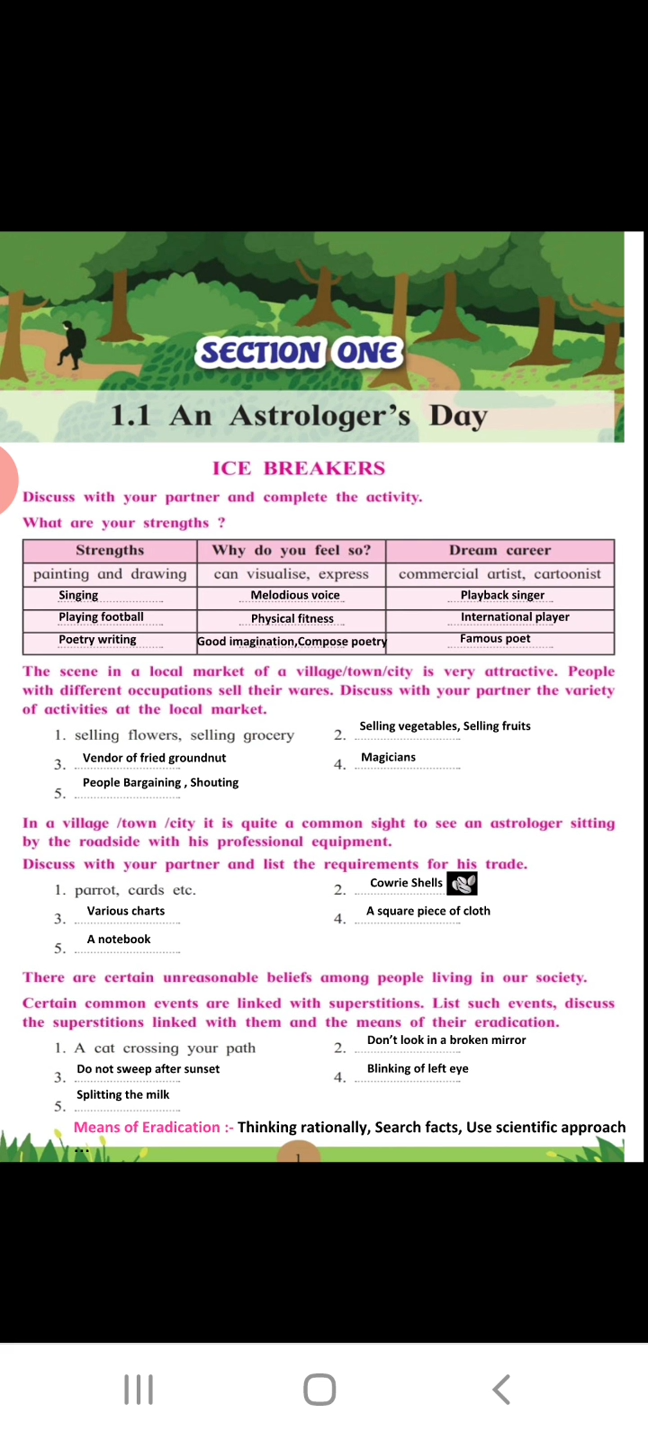 SECTION ONE
1.1 An Astrologer's Day
ICE BREAKERS
Discuss with your partner and complete the activity.
What are your strengths ?
Strengths Why do you feel so? Dream career
painting and drawing can visualise, express commercial artist, cartoonist
Singing Melodious voice Playback singer
Playing football Physical fitness International player
Poetry writing Good imagination,Compose poetry Famous poet
The scene in a local market of a village/town/city is very attractive. People
with different occupations sell their wares. Discuss with your partner the variety
of activities at the local market.
1. selling flowers, selling grocery 2. Selling vegetables, Selling fruits
3. Vendor of fried groundnut 4. Magicians
5. People Bargaining , Shouting
In a village /town /city it is quite a common sight to see an astrologer sitting
by the roadside with his professional equipment.
Discuss with your partner and list the requirements for his trade.
1. parrot, cards etc. 2. Cowrie Shells
3. Various charts 4. A square piece of cloth
5. A notebook
There are certain unreasonable beliefs among people living in our society.
Certain common events are linked with superstitions. List such events, discuss
the superstitions linked with them and the means of their eradication.
1. A cat crossing your path 2. Don't look in a broken mirror
3. Do not sweep after sunset 4. Blinking of left eye
5. Splitting the milk
Means of Eradication :- Thinking rationally, Search facts, Use scientific approach
...
1